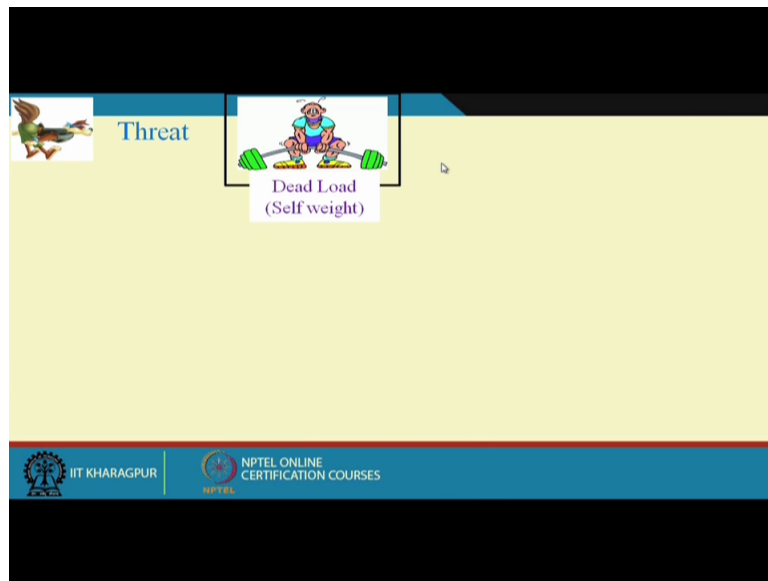 Threat
Dead Load
(Self weight)
IIT KHARAGPUR
NPTEL
NPTEL ONLINE
CERTIFICATION COURSES